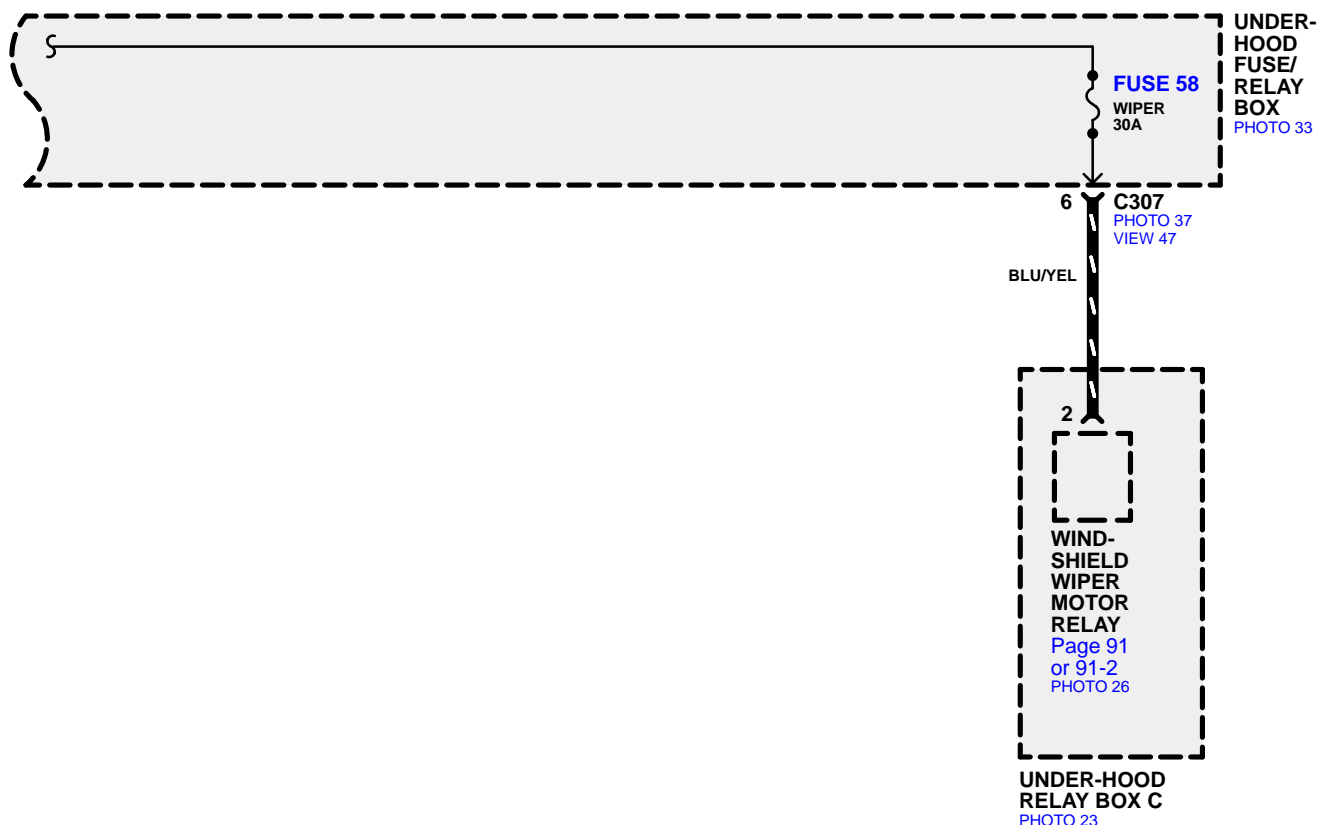 UNDER-
HOOD
FUSE/
RELAY
BOX
PHOTO 33
FUSE 58
WIPER
30A
6
C307
PHOTO 37
VIEW 47
BLU/YEL
2
WIND-
SHIELD
WIPER
MOTOR
RELAY
Page 91
or 91-2
PHOTO 26
UNDER-HOOD
RELAY BOX C
PHOTO 23